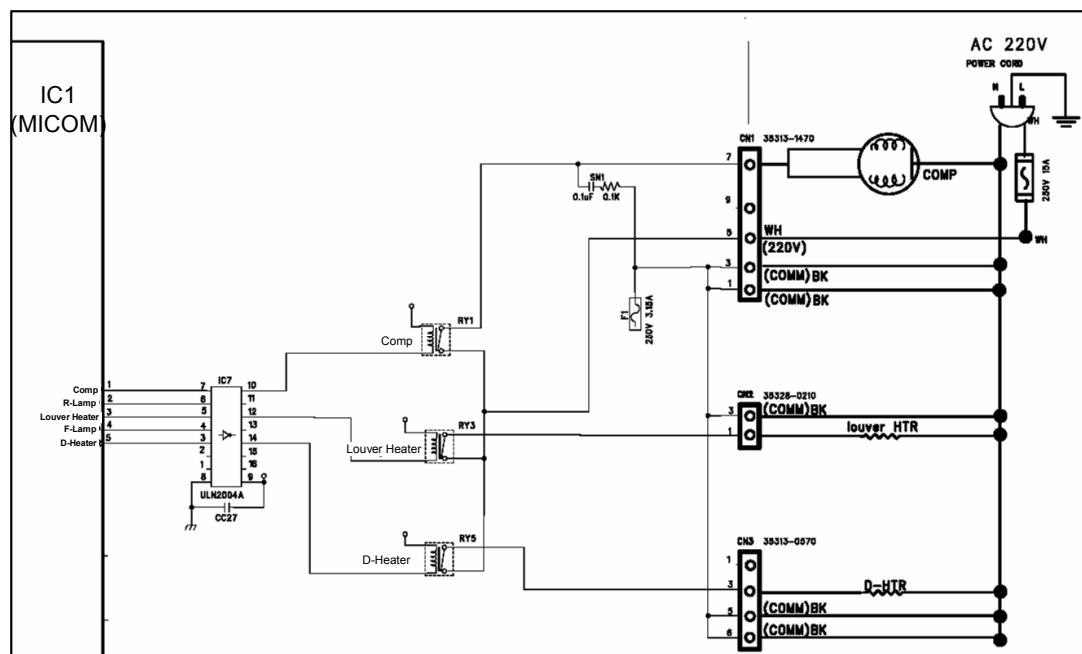 AC 220V
POWER CORD
N L
WH
IC1
(MICOM)
CN1 35313-1470
7
COMP
250V 15A
SN1
0.1uF 0.1K
9
5
WH
(220V)
WH
3
(COMM)BK
1
(COMM)BK
F1
250V 3.15A
RY1
Comp
IC7
Comp 1 7 10
R-Lamp 2 6 11
Louver Heater 3 5 12
F-Lamp 4 4 13
D-Heater 5 3 14
2 15
1 16
8 9
ULN2004A
CC27
RY3
Louver Heater
CN2 35328-0210
3 (COMM)BK
1 louver HTR
RY5
D-Heater
CN3 35313-0570
1
3 D-HTR
5 (COMM)BK
6 (COMM)BK